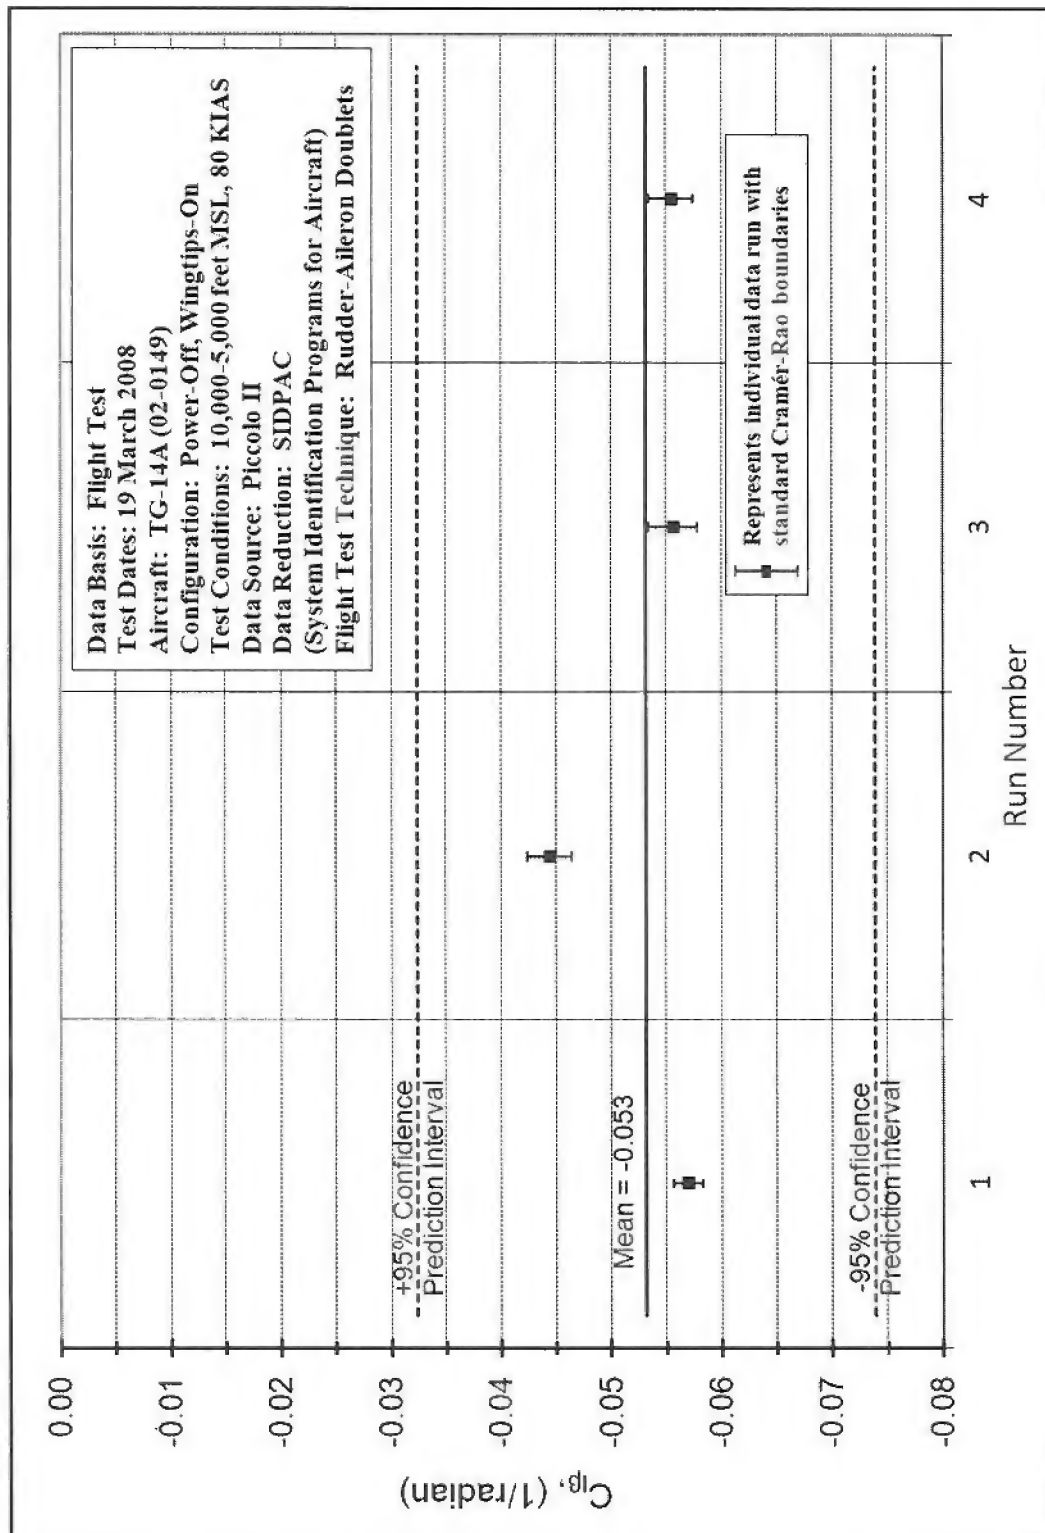 Data Basis: Flight Test
Test Dates: 19 March 2008
Aircraft: TG-14A (02-0149)
Configuration: Power-Off, Wingtips-On
Test Conditions: 10,000-5,000 feet MSL, 80 KIAS
Data Source: Piccolo II
Data Reduction: SIDPAC
(System Identification Programs for Aircraft)
Flight Test Technique: Rudder-Aileron Doublets
+95% Confidence
Prediction Interval
Mean = -0.053
-95% Confidence
Prediction Interval
Represents individual data run with
standard Cramér-Rao boundaries
0.00
-0.01
-0.02
-0.03
-0.04
-0.05
-0.06
-0.07
-0.08
Clβ, (1/radian)
1
2
3
4
Run Number